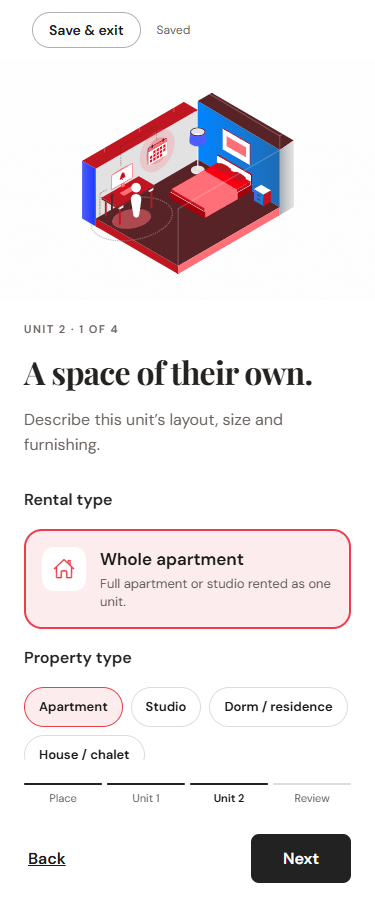 Save & exit
Saved
UNIT 2 · 1 OF 4
A space of their own.
Describe this unit’s layout, size and
furnishing.
Rental type
Whole apartment
Full apartment or studio rented as one
unit.
Property type
Apartment
Studio
Dorm / residence
House / chalet
Place
Unit 1
Unit 2
Review
Back
Next